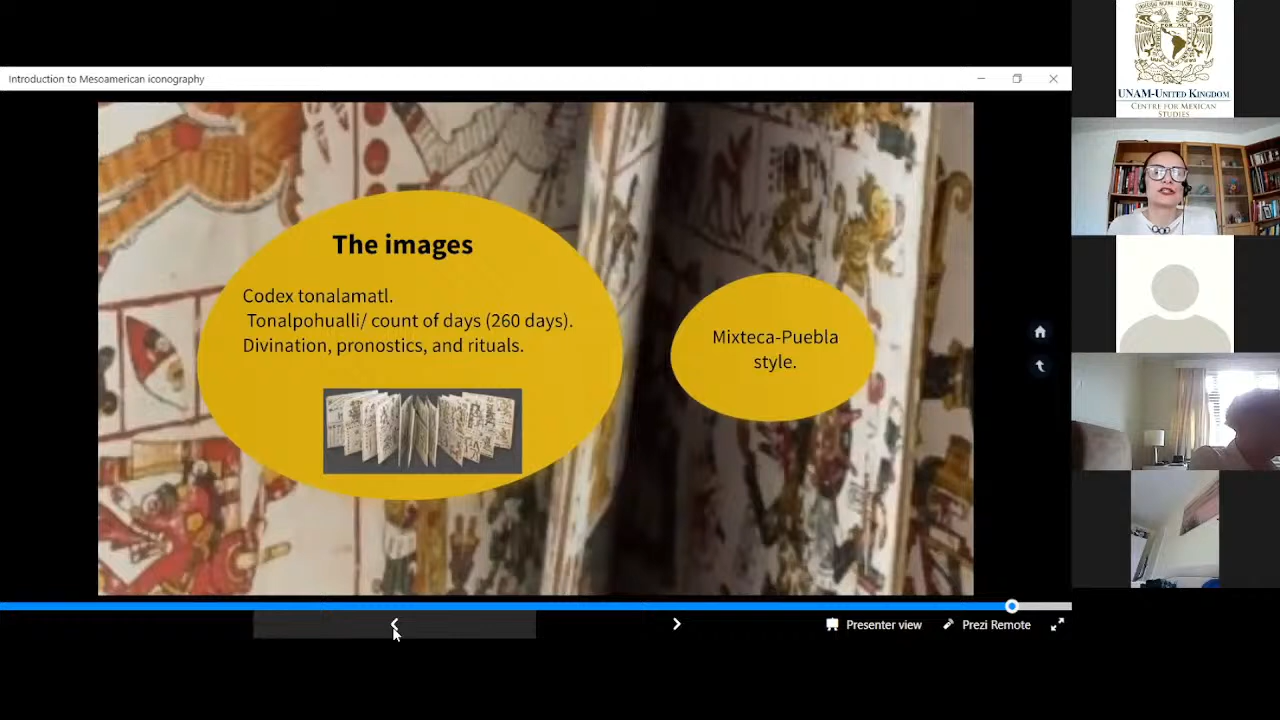 Introduction to Mesoamerican iconography
The images
Codex tonalamatl.
Tonalpohualli/ count of days (260 days).
Divination, pronostics, and rituals.
Mixteca-Puebla
style.
Presenter view
Prezi Remote
UNAM-UNITED KINGDOM
CENTRE FOR MEXICAN
STUDIES